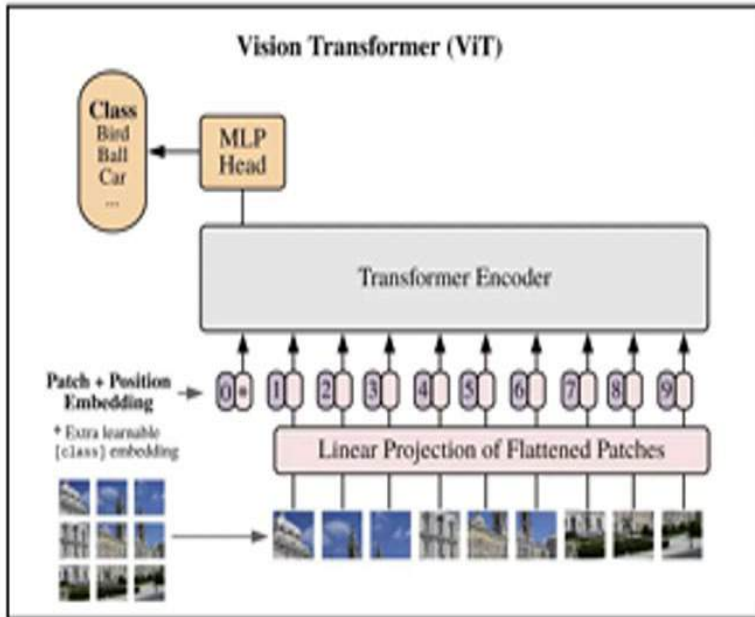 Vision Transformer (ViT)
Class
Bird
Ball
Car
...
MLP
Head
Transformer Encoder
Patch + Position
Embedding
0 * 1 2 3 4 5 6 7 8 9
* Extra learnable
[class] embedding
Linear Projection of Flattened Patches